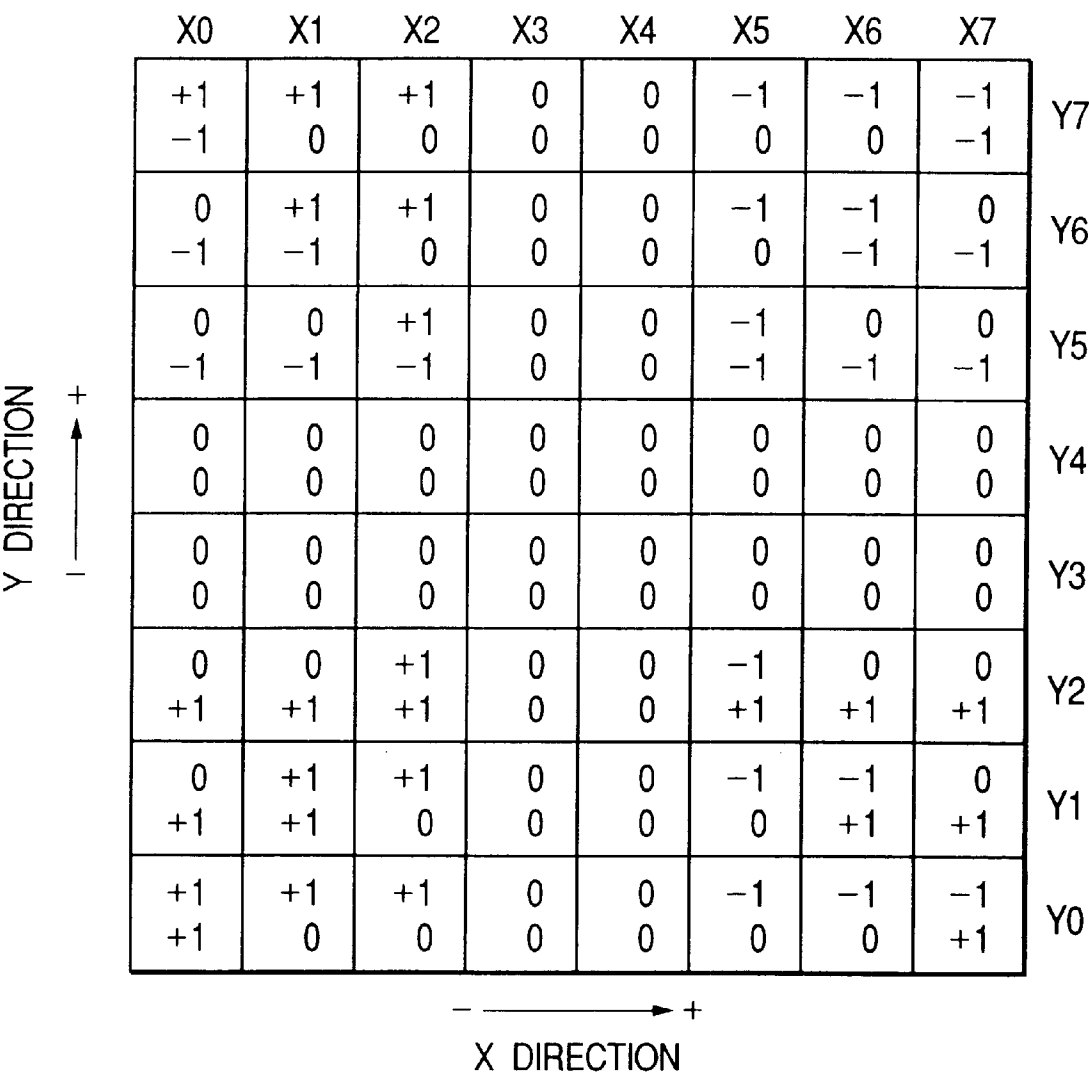 X0 X1 X2 X3 X4 X5 X6 X7
+1 +1 +1 0 0 −1 −1 −1
−1 0 0 0 0 0 0 −1
Y7
0 +1 +1 0 0 −1 −1 0
−1 −1 0 0 0 0 −1 −1
Y6
0 0 +1 0 0 −1 0 0
−1 −1 −1 0 0 −1 −1 −1
Y5
0 0 0 0 0 0 0 0
0 0 0 0 0 0 0 0
Y4
0 0 0 0 0 0 0 0
0 0 0 0 0 0 0 0
Y3
0 0 +1 0 0 −1 0 0
+1 +1 +1 0 0 +1 +1 +1
Y2
0 +1 +1 0 0 −1 −1 0
+1 +1 0 0 0 0 +1 +1
Y1
+1 +1 +1 0 0 −1 −1 −1
+1 0 0 0 0 0 0 +1
Y0
Y DIRECTION
+
−
− +
X DIRECTION